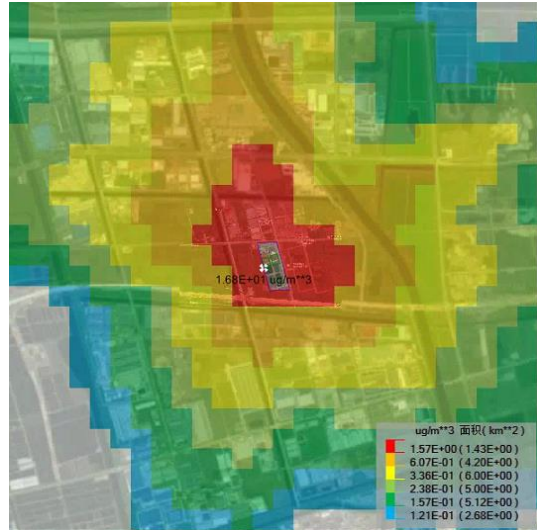 1.68E+01 ug/m**3
ug/m**3 面积( km**2 )
1.57E+00 ( 1.43E+00 )
6.07E-01 ( 4.20E+00 )
3.36E-01 ( 6.00E+00 )
2.38E-01 ( 5.00E+00 )
1.57E-01 ( 5.12E+00 )
1.21E-01 ( 2.68E+00 )